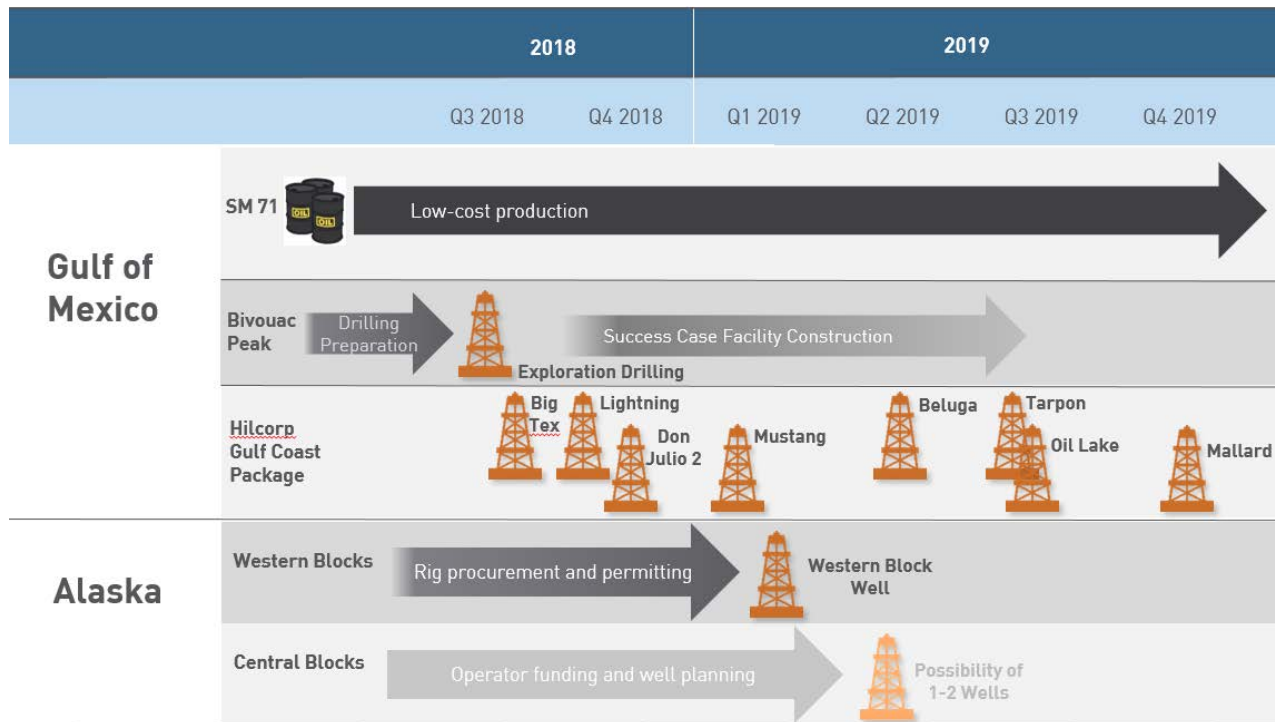 2018
2019
Q3 2018
Q4 2018
Q1 2019
Q2 2019
Q3 2019
Q4 2019
Gulf of
Mexico
SM 71
OIL
OIL
Low-cost production
Bivouac
Peak
Drilling
Preparation
Exploration Drilling
Success Case Facility Construction
Hilcorp
Gulf Coast
Package
Big
Tex
Lightning
Don
Julio 2
Mustang
Beluga
Tarpon
Oil Lake
Mallard
Alaska
Western Blocks
Rig procurement and permitting
Western Block
Well
Central Blocks
Operator funding and well planning
Possibility of
1-2 Wells